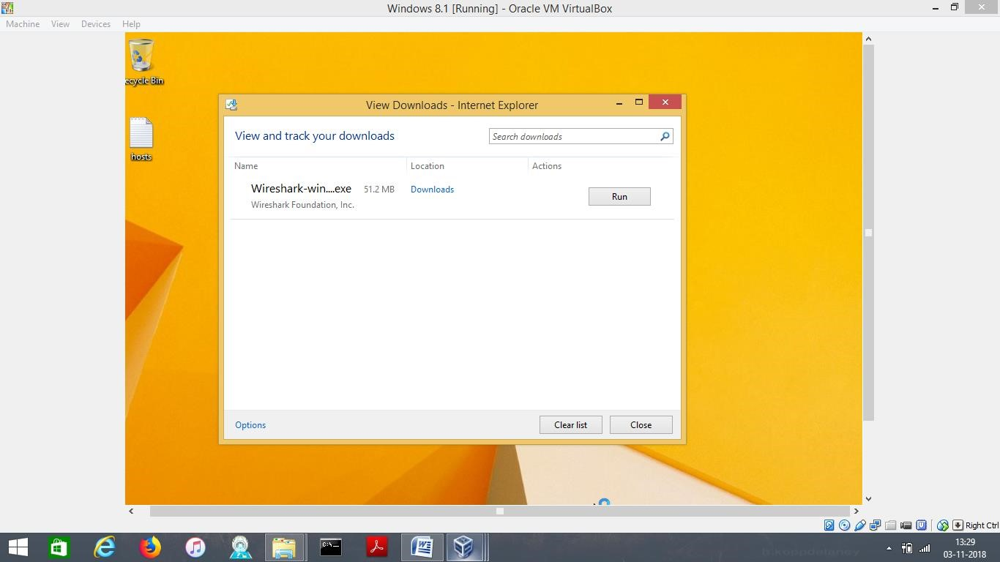 Windows 8.1 [Running] - Oracle VM VirtualBox
Machine View Devices Help
ecycle Bin
hosts
View Downloads - Internet Explorer
View and track your downloads
Search downloads
Name Location Actions
Wireshark-win....exe 51.2 MB Downloads Run
Wireshark Foundation, Inc.
Options Clear list Close
Right Ctrl
C:\
W
13:29
03-11-2018
b.koppdelaney